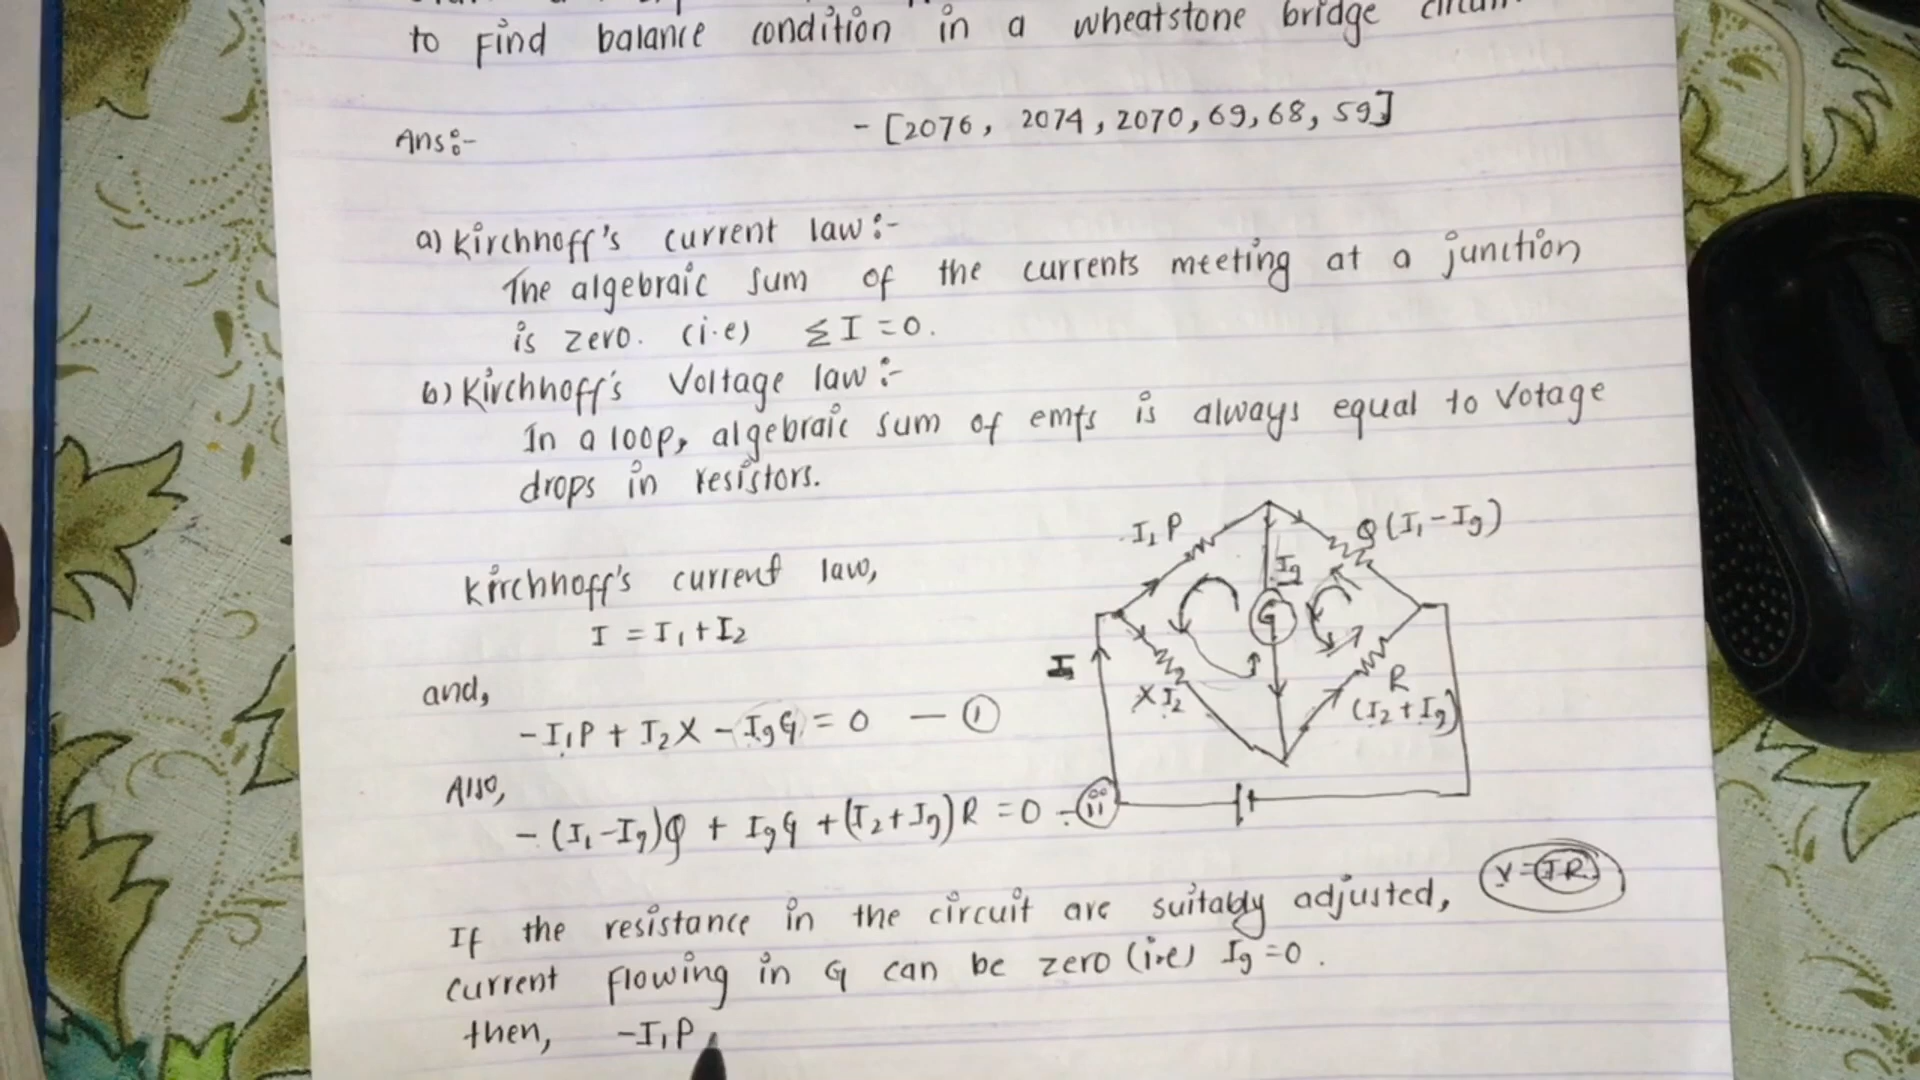 to Find balance condition in a wheatstone bridge
- [2076, 2074, 2070, 69, 68, 59]
Ans:-
a) Kirchhoff's current law:-
The algebraic sum of the currents meeting at a junction
is zero. (i.e) ΣI = 0.
b) Kirchhoff's Voltage law:-
In a loop, algebraic sum of emfs is always equal to Votage
drops in resistors.
I₁P
Q(I₁-Ig)
Ig
G
I
XI₂
R
(I₂+Ig)
Kirchhoff's current law,
I = I₁+I₂
and,
-I₁P + I₂X - IgG = 0 — ①
Also,
- (I₁-Ig)Q + IgG + (I₂+Ig)R = 0 - ⓘⓘ
V=IR
If the resistance in the circuit are suitably adjusted,
current flowing in G can be zero (i.e) Ig=0.
then, -I₁P